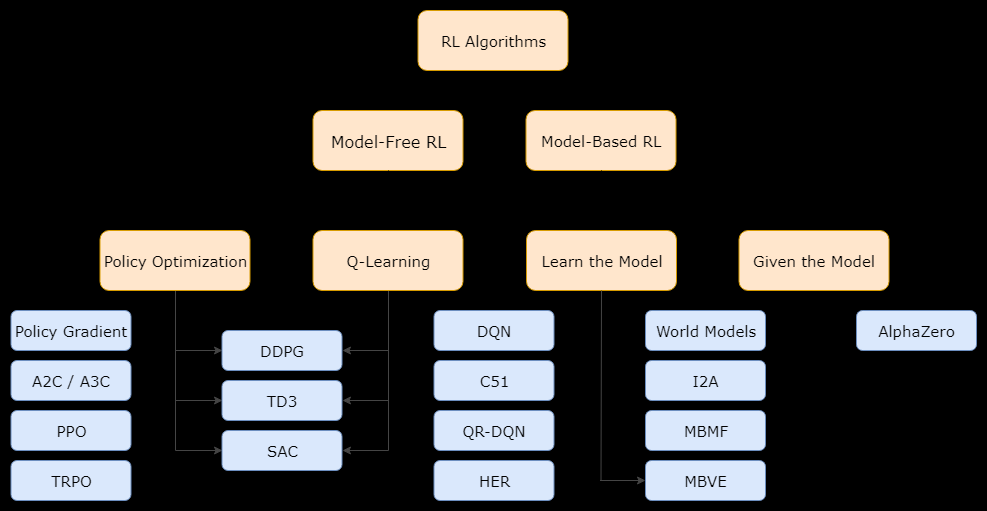 RL Algorithms
Model-Free RL
Model-Based RL
Policy Optimization
Q-Learning
Learn the Model
Given the Model
Policy Gradient
A2C / A3C
PPO
TRPO
DDPG
TD3
SAC
DQN
C51
QR-DQN
HER
World Models
I2A
MBMF
MBVE
AlphaZero